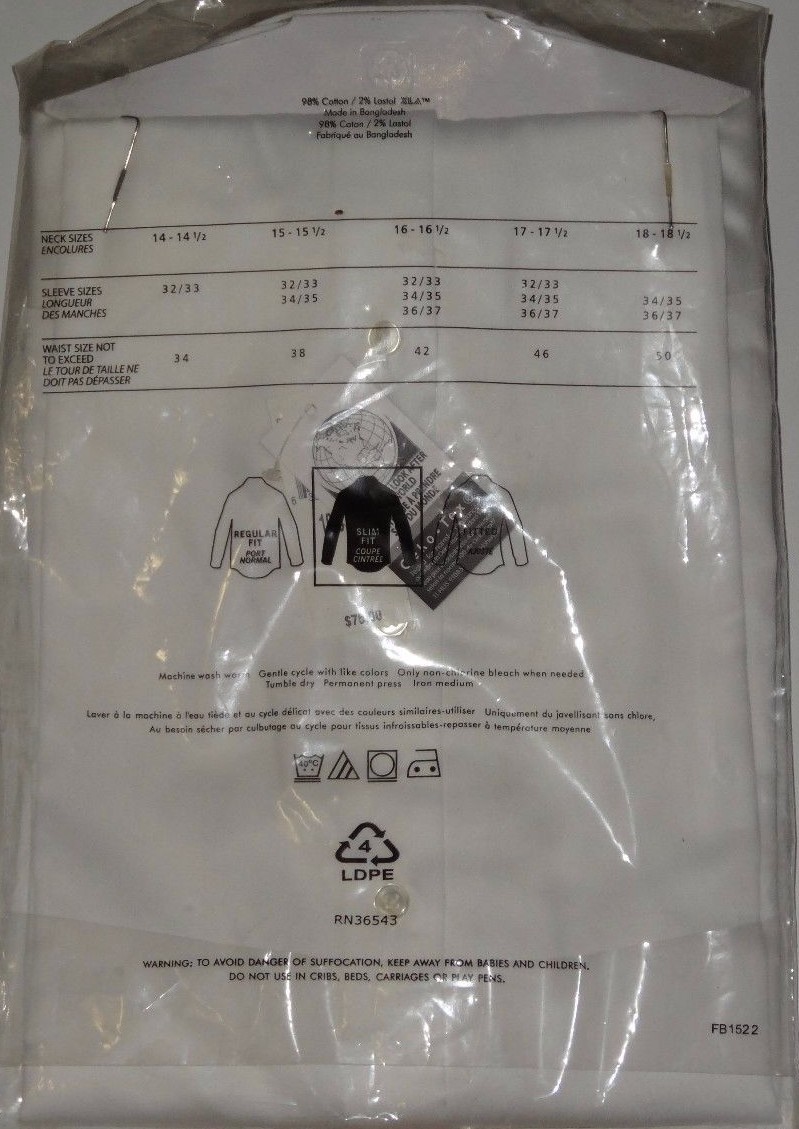 98% Cotton / 2% Lastol XLA™
Made in Bangladesh
98% Coton / 2% Lastol
Fabriqué au Bangladesh
NECK SIZES 14 - 14 1/2 15 - 15 1/2 16 - 16 1/2 17 - 17 1/2 18 - 18 1/2
ENCOLURES
SLEEVE SIZES 32/33 32/33 32/33 32/33
LONGUEUR 34/35 34/35 34/35 34/35
DES MANCHES 36/37 36/37 36/37
WAIST SIZE NOT
TO EXCEED 34 38 42 46 50
LE TOUR DE TAILLE NE
DOIT PAS DÉPASSER
LOOK AFTER
WORLD
À PRENDRE
DU MONDE
REGULAR
FIT
PORT
NORMAL
SLIM
FIT
COUPE
CINTRÉE
FITTED
AJUSTÉ
Machine wash warm Gentle cycle with like colors Only non-chlorine bleach when needed
Tumble dry Permanent press Iron medium
Laver à la machine à l'eau tiède et au cycle délicat avec des couleurs similaires-utiliser Uniquement du javellisant sans chlore,
Au besoin sécher par culbutage au cycle pour tissus infroissables-repasser à température moyenne
40°C
4
LDPE
RN36543
WARNING: TO AVOID DANGER OF SUFFOCATION, KEEP AWAY FROM BABIES AND CHILDREN.
DO NOT USE IN CRIBS, BEDS, CARRIAGES OR PLAY PENS.
FB1522